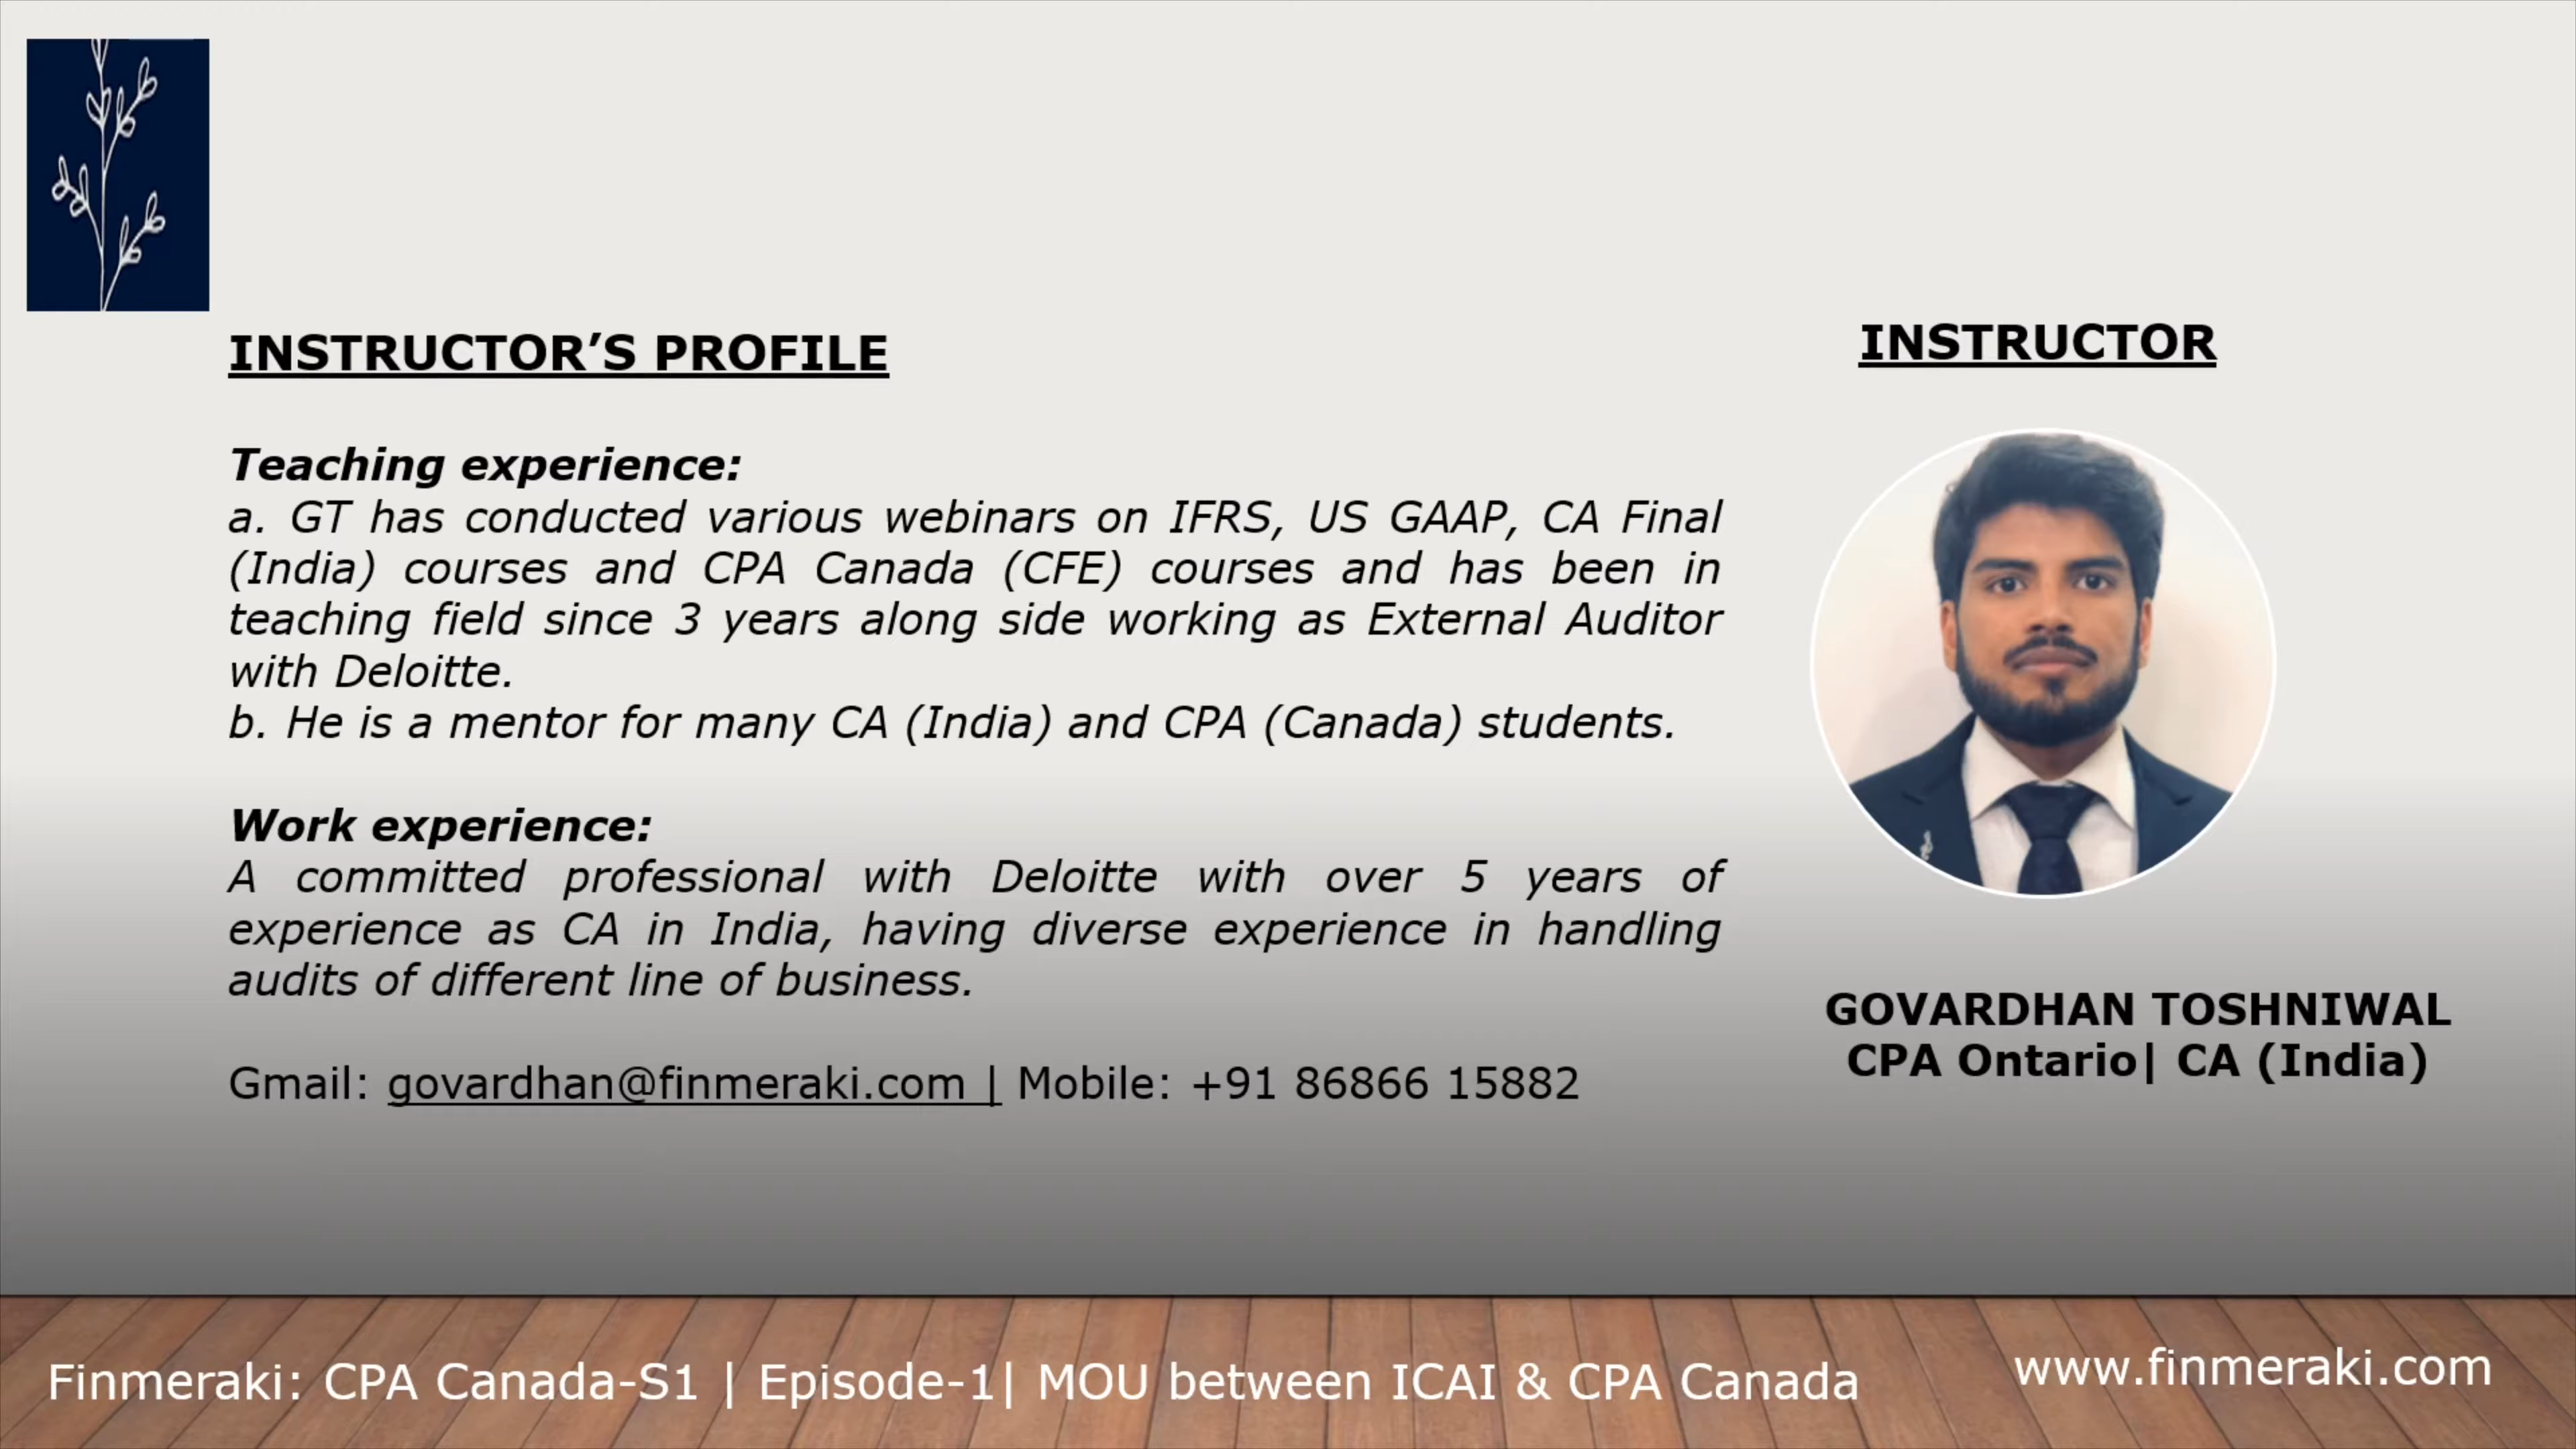 INSTRUCTOR’S PROFILE
Teaching experience:
a. GT has conducted various webinars on IFRS, US GAAP, CA Final
(India) courses and CPA Canada (CFE) courses and has been in
teaching field since 3 years along side working as External Auditor
with Deloitte.
b. He is a mentor for many CA (India) and CPA (Canada) students.
Work experience:
A committed professional with Deloitte with over 5 years of
experience as CA in India, having diverse experience in handling
audits of different line of business.
Gmail: govardhan@finmeraki.com | Mobile: +91 86866 15882
INSTRUCTOR
GOVARDHAN TOSHNIWAL
CPA Ontario| CA (India)
Finmeraki: CPA Canada-S1 | Episode-1| MOU between ICAI & CPA Canada
www.finmeraki.com